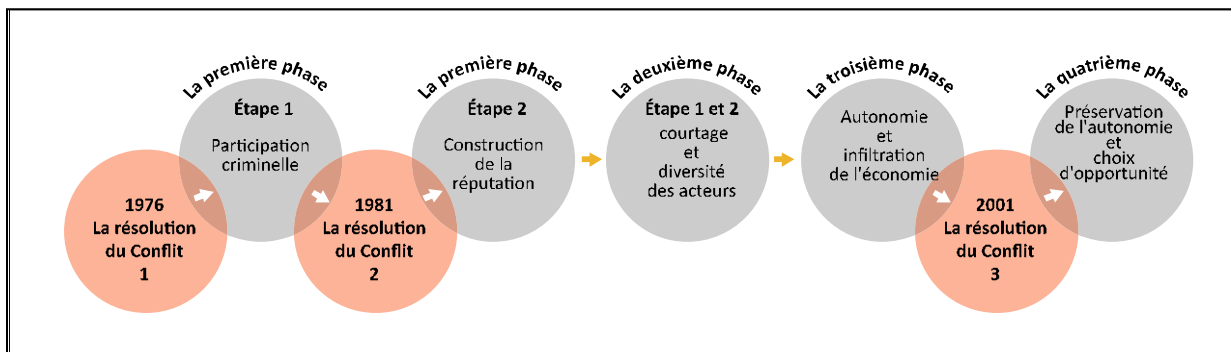 1976
La résolution
du Conflit
1
La première phase
Étape 1
Participation
criminelle
1981
La résolution
du Conflit
2
La première phase
Étape 2
Construction
de la
réputation
La deuxième phase
Étape 1 et 2
courtage
et
diversité
des acteurs
La troisième phase
Autonomie
et
infiltration
de l'économie
2001
La résolution
du Conflit
3
La quatrième phase
Préservation
de l'autonomie
et
choix
d'opportunité